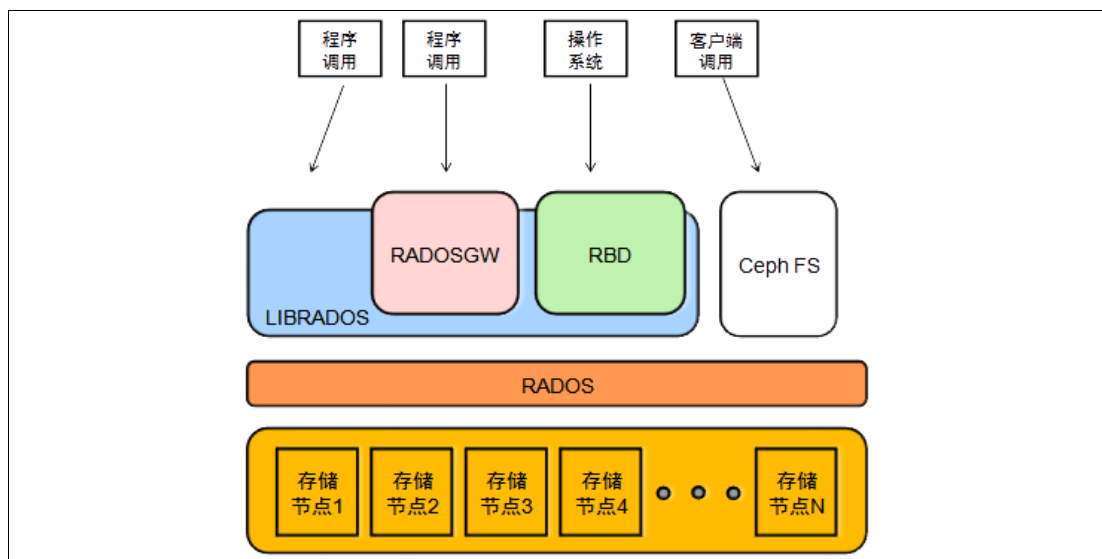 程序
调用
程序
调用
操作
系统
客户端
调用
RADOSGW
RBD
Ceph FS
LIBRADOS
RADOS
存储
节点1
存储
节点2
存储
节点3
存储
节点4
存储
节点N